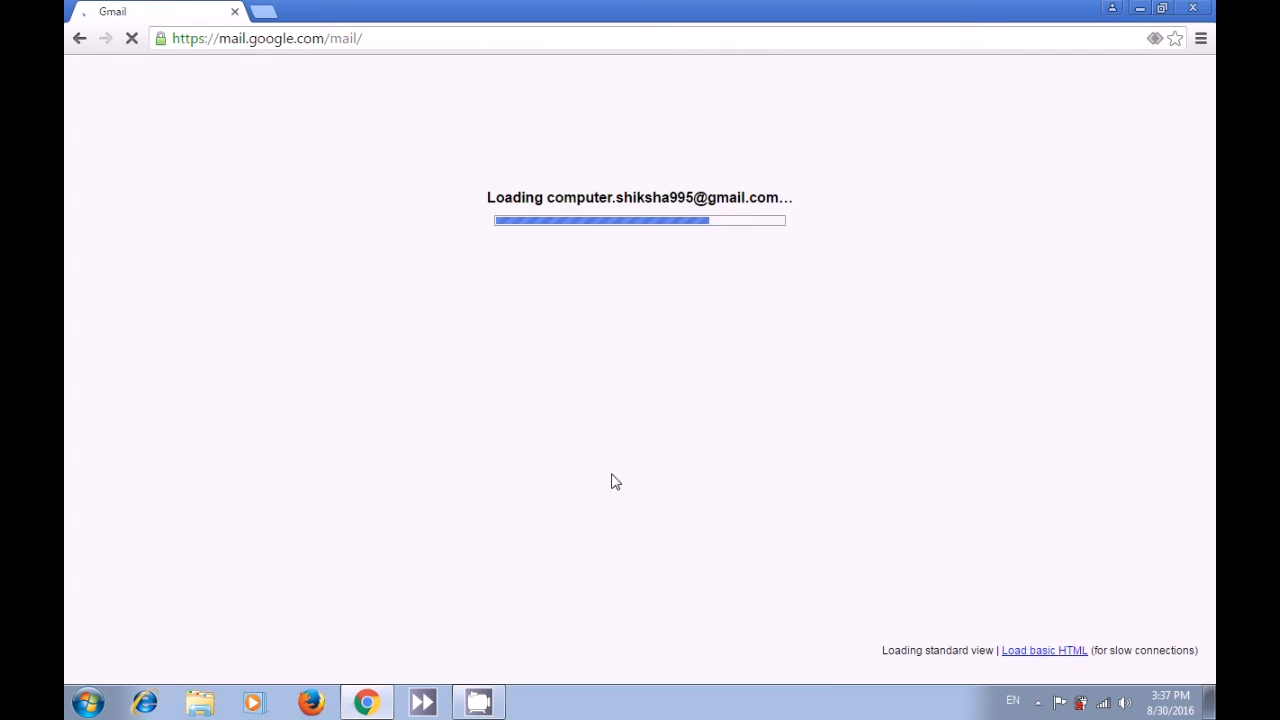 Gmail
https://mail.google.com/mail/
Loading computer.shiksha995@gmail.com...
Loading standard view | Load basic HTML (for slow connections)
EN
3:37 PM
8/30/2016